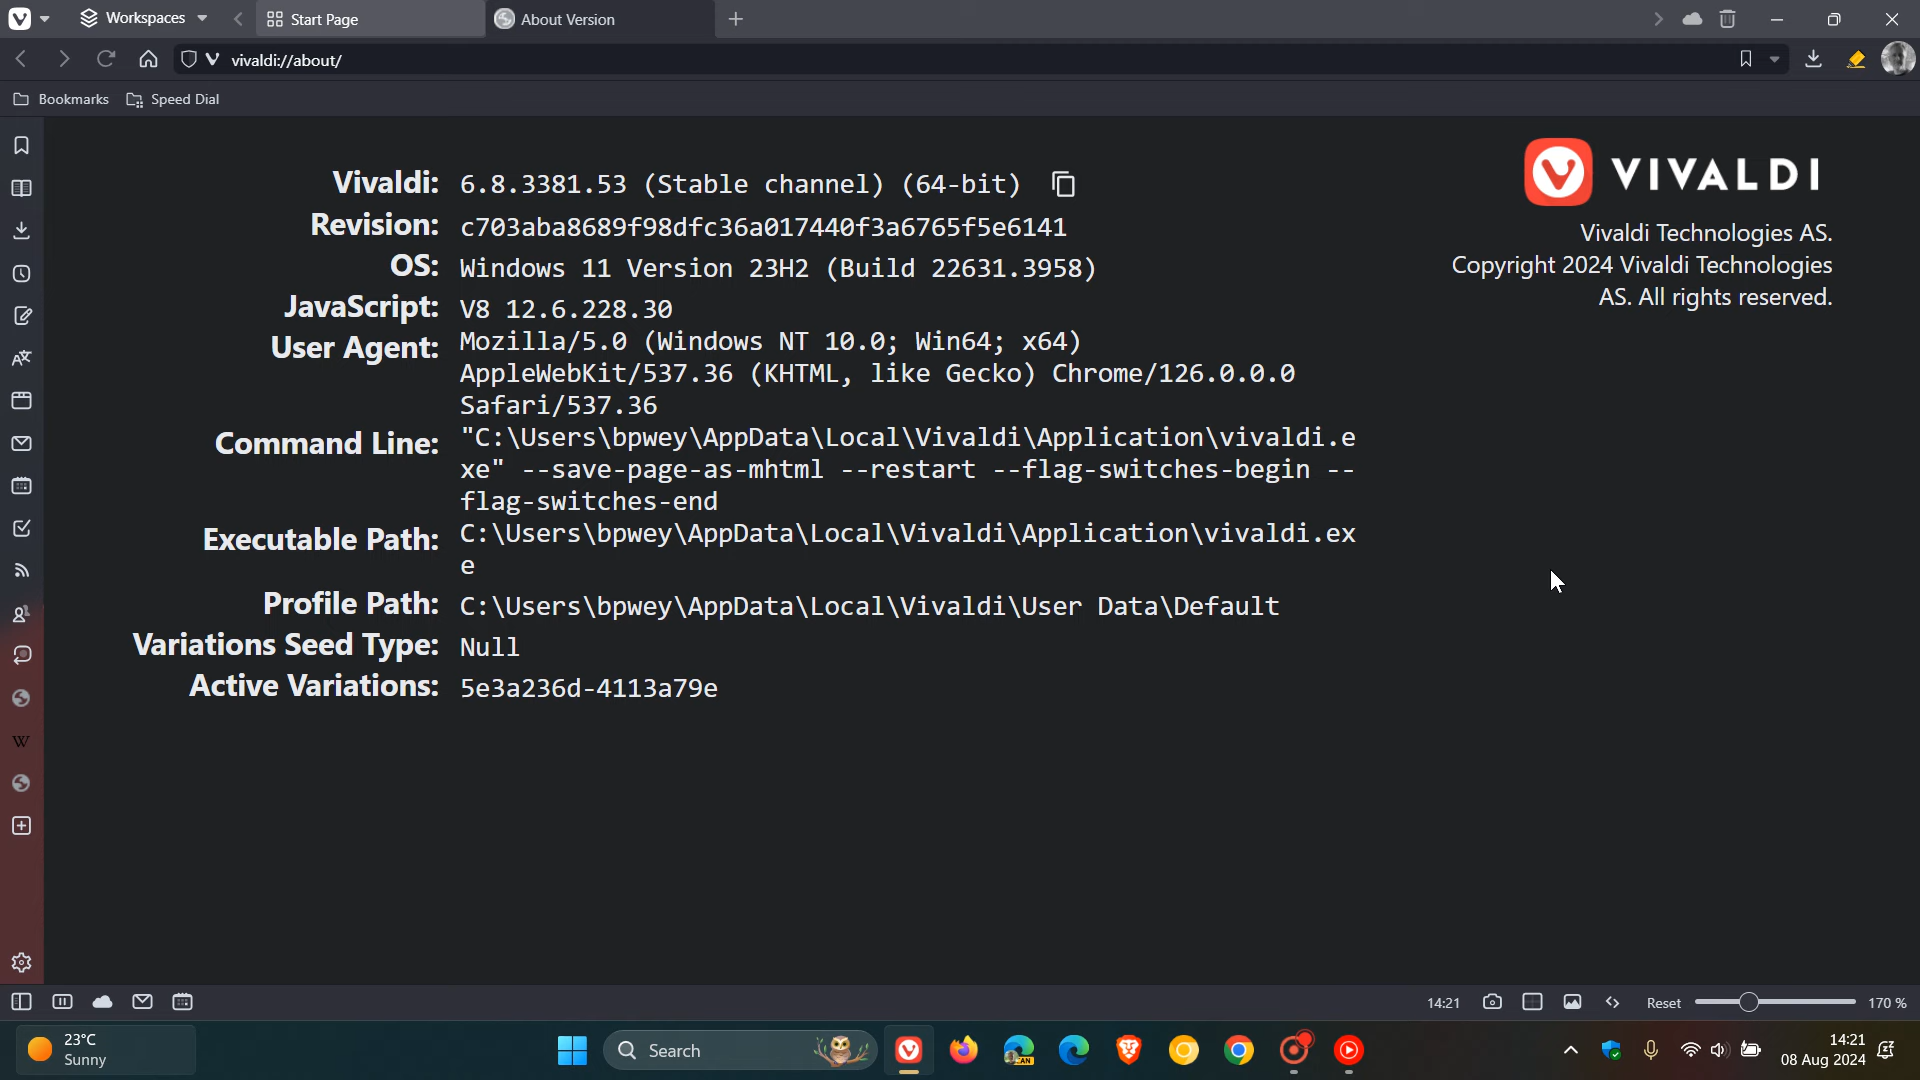 Workspaces
Start Page
About Version
vivaldi://about/
Bookmarks
Speed Dial
VIVALDI
Vivaldi Technologies AS.
Copyright 2024 Vivaldi Technologies
AS. All rights reserved.
Vivaldi: 6.8.3381.53 (Stable channel) (64-bit)
Revision: c703aba8689f98dfc36a017440f3a6765f5e6141
OS: Windows 11 Version 23H2 (Build 22631.3958)
JavaScript: V8 12.6.228.30
User Agent: Mozilla/5.0 (Windows NT 10.0; Win64; x64)
AppleWebKit/537.36 (KHTML, like Gecko) Chrome/126.0.0.0
Safari/537.36
Command Line: "C:\Users\bpwey\AppData\Local\Vivaldi\Application\vivaldi.e
xe" --save-page-as-mhtml --restart --flag-switches-begin --
flag-switches-end
Executable Path: C:\Users\bpwey\AppData\Local\Vivaldi\Application\vivaldi.ex
e
Profile Path: C:\Users\bpwey\AppData\Local\Vivaldi\User Data\Default
Variations Seed Type: Null
Active Variations: 5e3a236d-4113a79e
W
14:21
Reset
170 %
23°C
Sunny
Search
CAN
14:21
08 Aug 2024